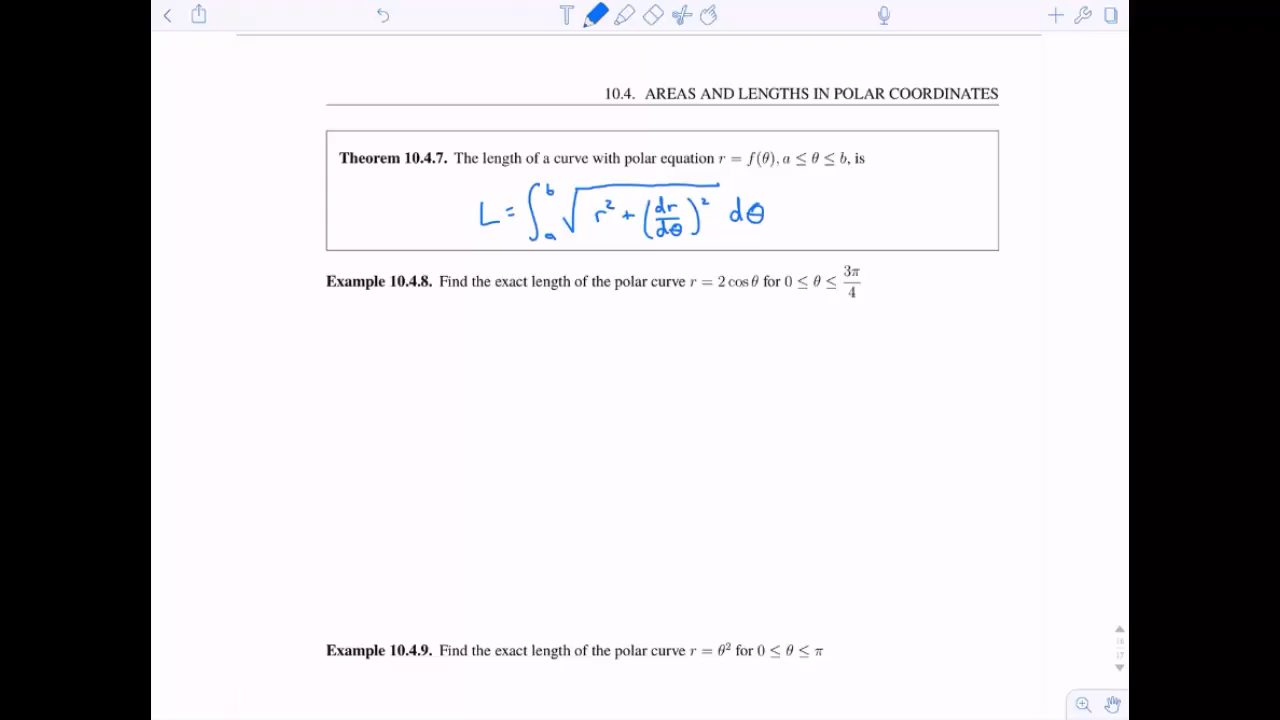 10.4. AREAS AND LENGTHS IN POLAR COORDINATES
Theorem 10.4.7. The length of a curve with polar equation r = f(θ), a ≤ θ ≤ b, is
L = ∫_a^b √(r² + (dr/dθ)²) dθ
Example 10.4.8. Find the exact length of the polar curve r = 2 cos θ for 0 ≤ θ ≤ 3π/4
Example 10.4.9. Find the exact length of the polar curve r = θ² for 0 ≤ θ ≤ π